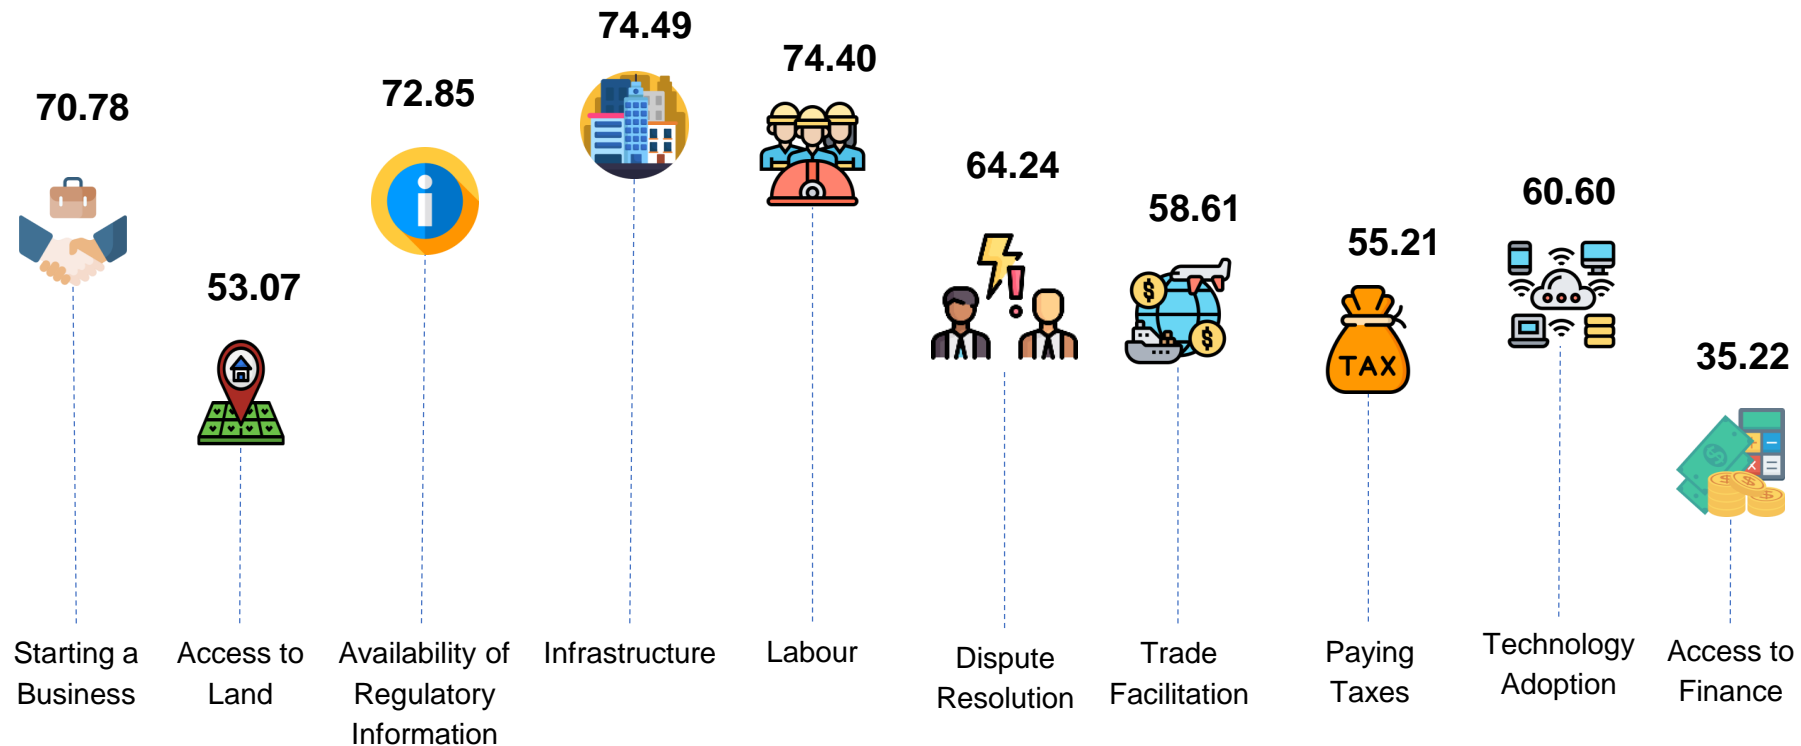 70.78
53.07
72.85
74.49
74.40
64.24
58.61
55.21
TAX
60.60
35.22
Starting a
Business
Access to
Land
Availability of
Regulatory
Information
Infrastructure
Labour
Dispute
Resolution
Trade
Facilitation
Paying
Taxes
Technology
Adoption
Access to
Finance